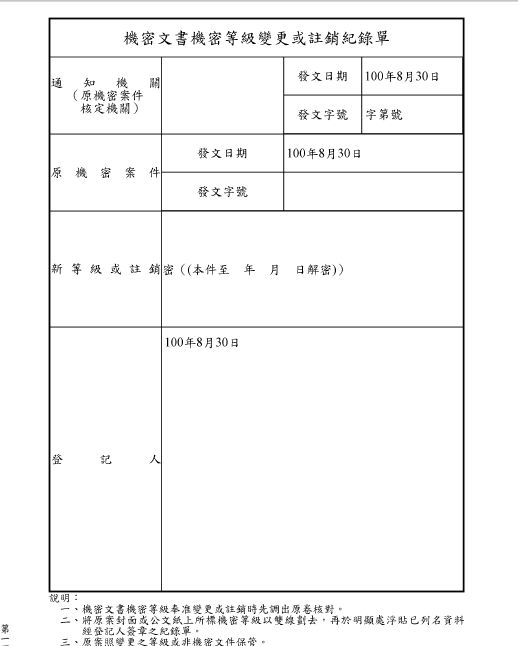 機密文書機密等級變更或註銷紀錄單
通知機關
（原機密案件
核定機關）
發文日期
100年8月30日
發文字號
字第號
原機密案件
發文日期
100年8月30日
發文字號
新等級或註銷
密（(本件至　年　月　日解密)）
登記人
100年8月30日
說明：
一、機密文書機密等級奉准變更或註銷時先調出原卷核對。
二、將原案封面或公文紙上所標機密等級以雙線劃去，再於明顯處浮貼已列名資料
經登記人簽章之紀錄單。
三、原案照變更之等級或非機密文件保管。
第一